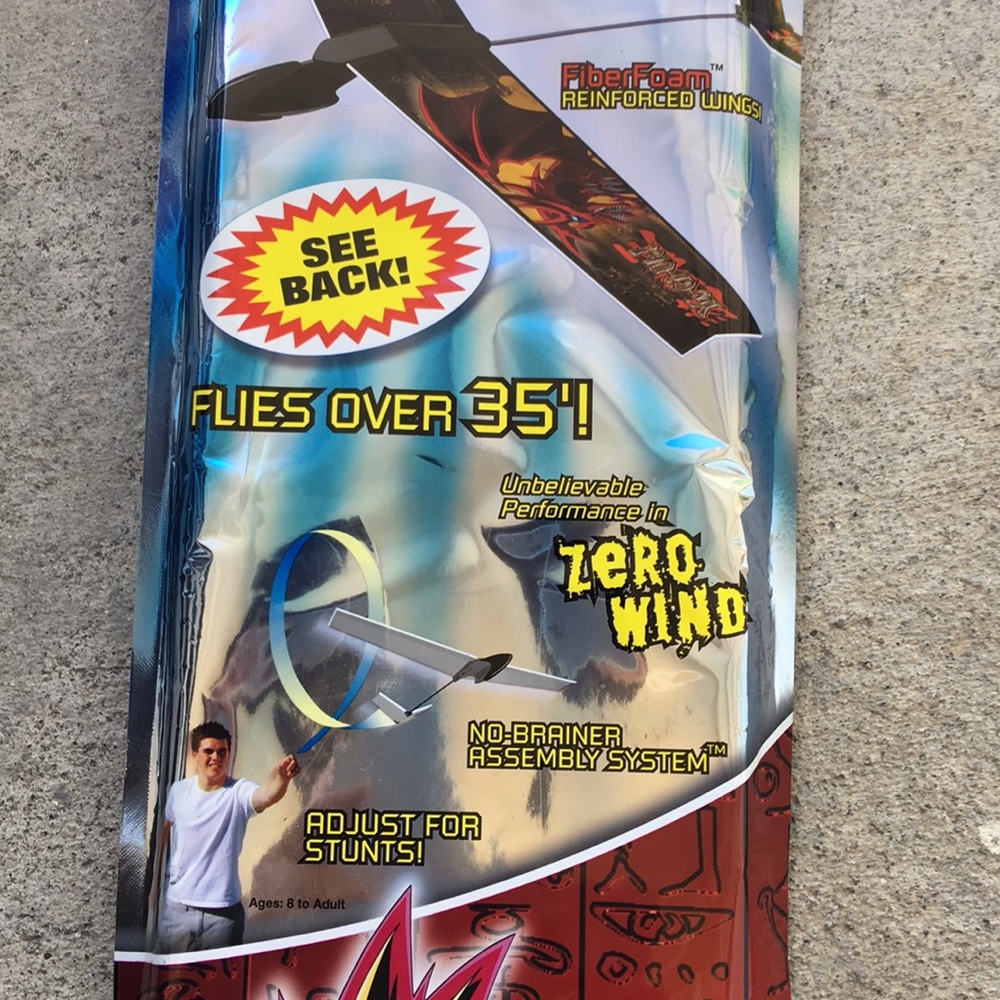 FiberFoam™
REINFORCED WINGS!
SEE
BACK!
FLIES OVER 35'!
Unbelievable
Performance in
ZERO
WIND
NO-BRAINER
ASSEMBLY SYSTEM™
ADJUST FOR
STUNTS!
Ages: 8 to Adult